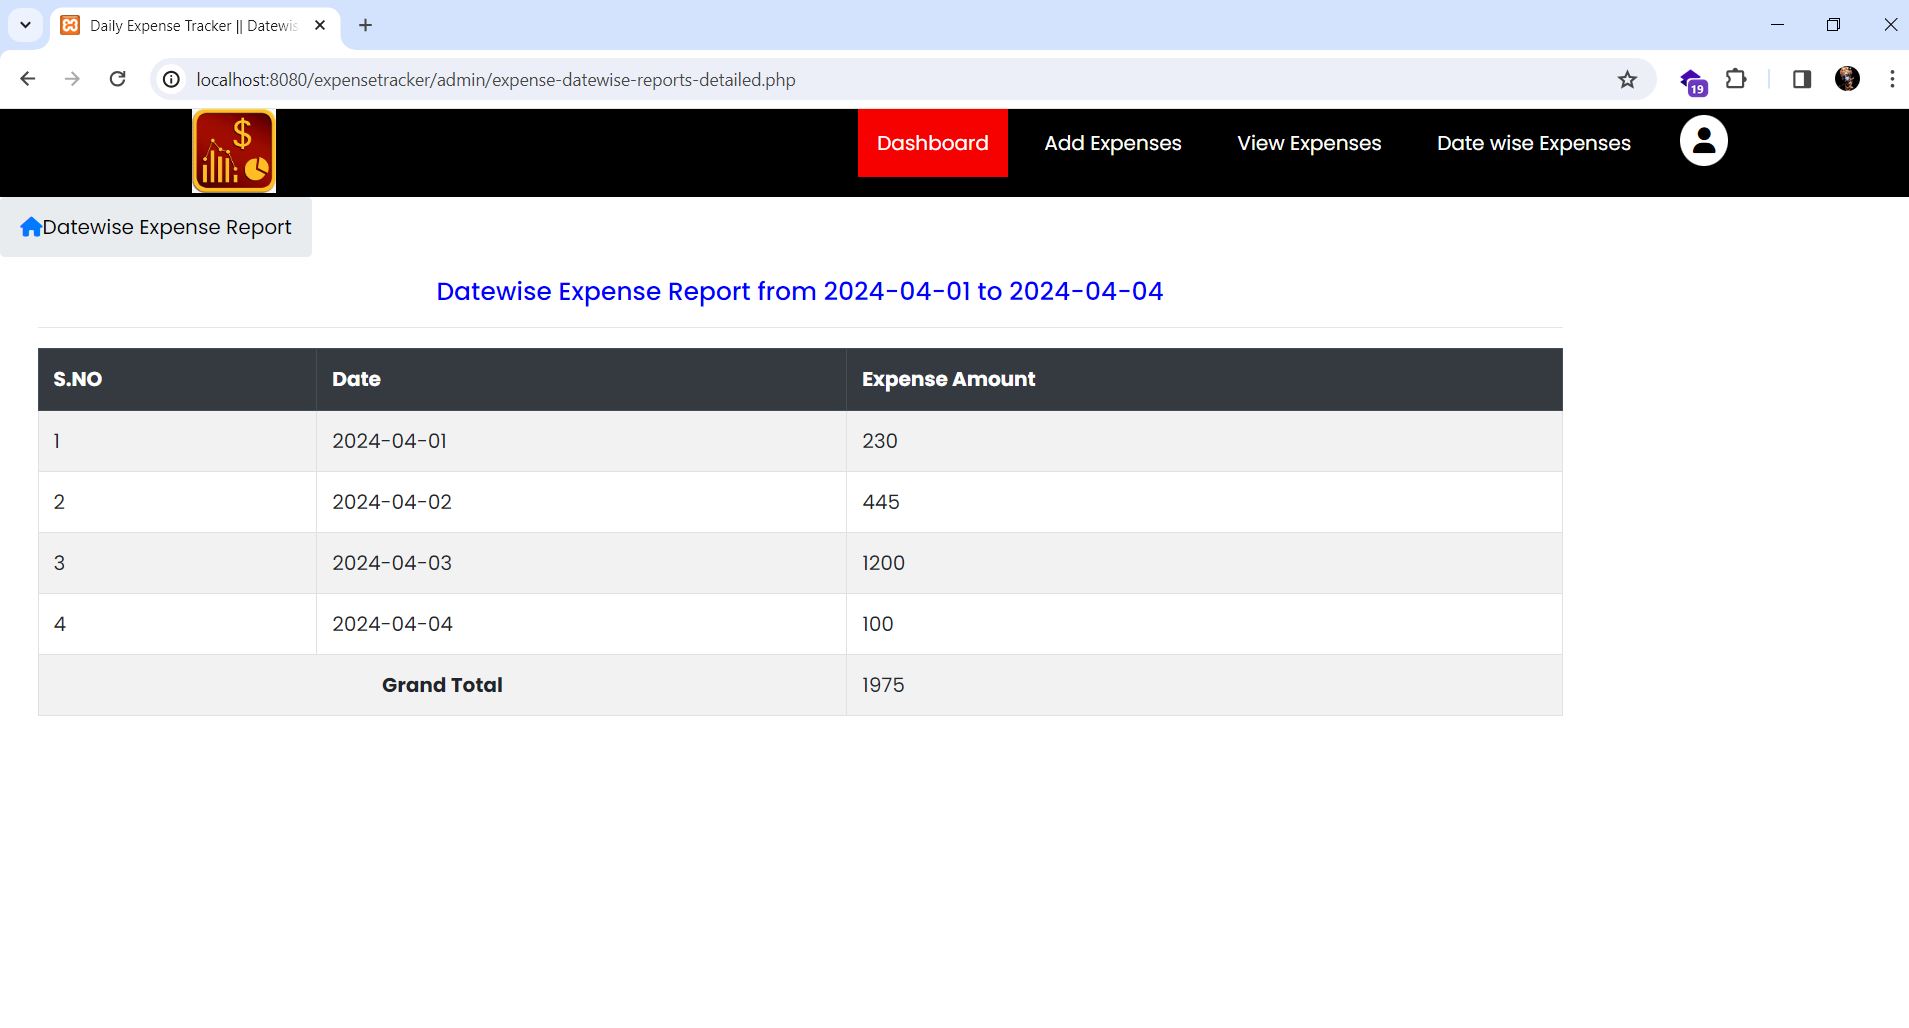 Daily Expense Tracker || Datewis
localhost:8080/expensetracker/admin/expense-datewise-reports-detailed.php
19
$
Dashboard Add Expenses View Expenses Date wise Expenses
Datewise Expense Report
Datewise Expense Report from 2024-04-01 to 2024-04-04
S.NO Date Expense Amount
1 2024-04-01 230
2 2024-04-02 445
3 2024-04-03 1200
4 2024-04-04 100
Grand Total 1975